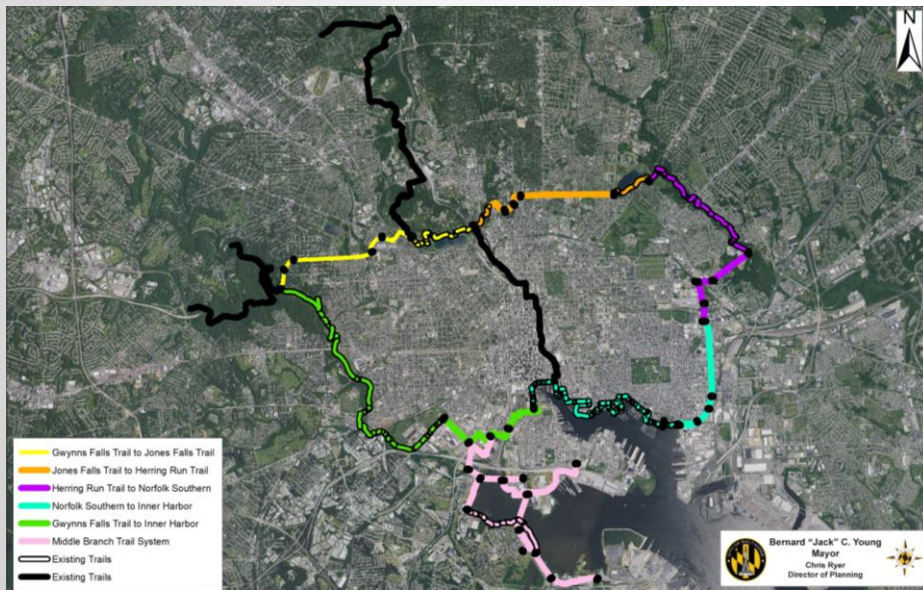 N
Gwynns Falls Trail to Jones Falls Trail
Jones Falls Trail to Herring Run Trail
Herring Run Trail to Norfolk Southern
Norfolk Southern to Inner Harbor
Gwynns Falls Trail to Inner Harbor
Middle Branch Trail System
Existing Trails
Existing Trails
Bernard "Jack" C. Young
Mayor
Chris Ryer
Director of Planning